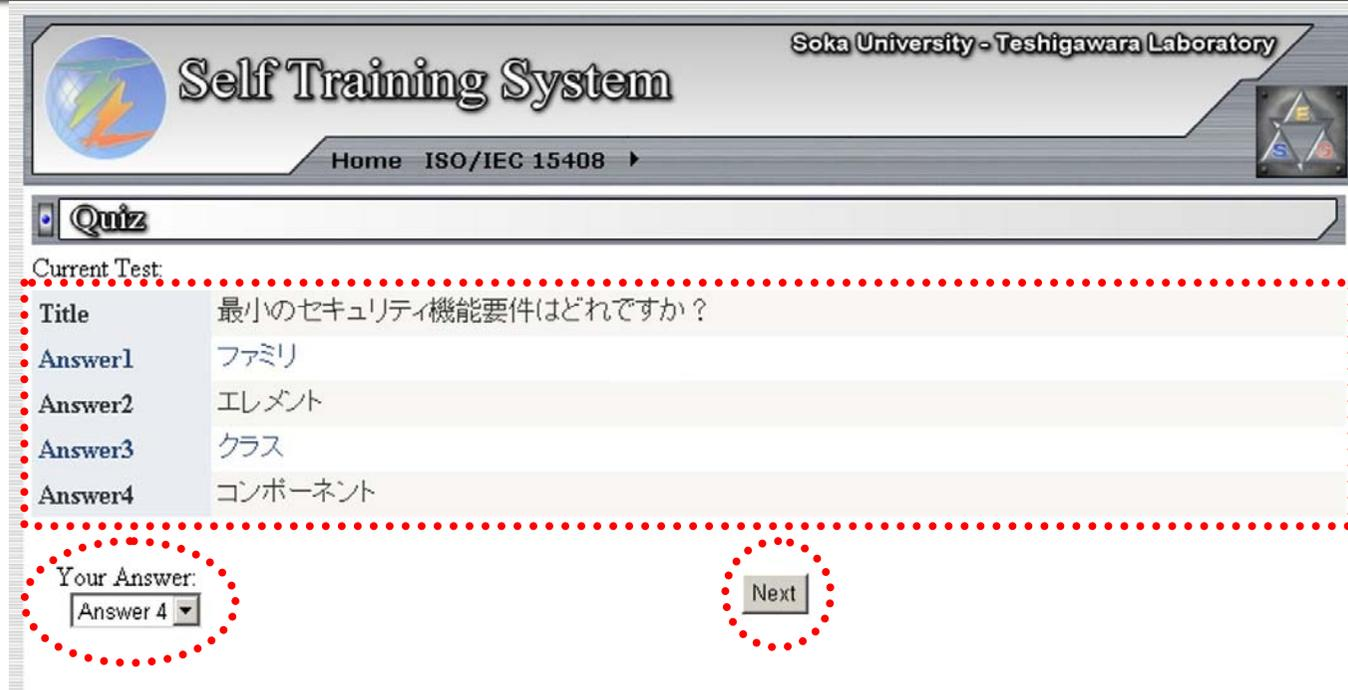 Soka University - Teshigawara Laboratory
Self Training System
Home ISO/IEC 15408
E
S G
Quiz
Current Test:
Title 最小のセキュリティ機能要件はどれですか？
Answer1 ファミリ
Answer2 エレメント
Answer3 クラス
Answer4 コンポーネント
Your Answer:
Answer 4
Next